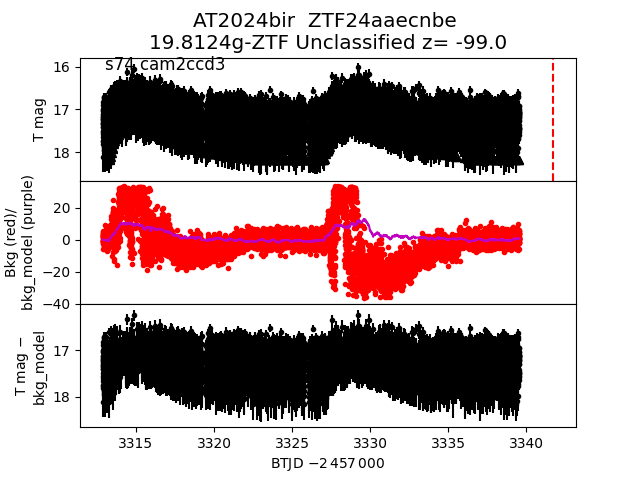 AT2024bir  ZTF24aaecnbe
19.8124g-ZTF Unclassified z= -99.0
s74 cam2ccd3
T mag
16
17
18
Bkg (red)/
bkg_model (purple)
20
0
−20
−40
T mag −
bkg_model
17
18
3315
3320
3325
3330
3335
3340
BTJD −2 457 000